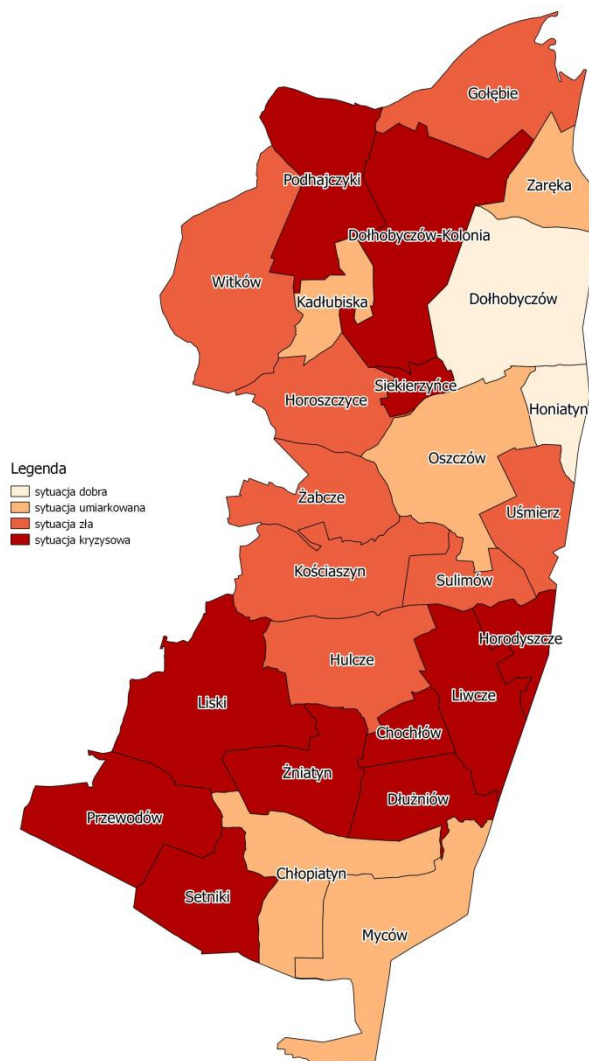 Gołębie
Podhajczyki
Zaręka
Dołhobyczów-Kolonia
Witków
Kadłubiska
Dołhobyczów
Siekierzyńce
Horoszczyce
Honiatyn
Oszczów
Legenda
sytuacja dobra
sytuacja umiarkowana
sytuacja zła
sytuacja kryzysowa
Żabcze
Uśmierz
Kościaszyn
Sulimów
Horodyszcze
Hulcze
Liski
Liwcze
Chochłów
Żniatyn
Dłużniów
Przewodów
Chłopiatyn
Setniki
Myców